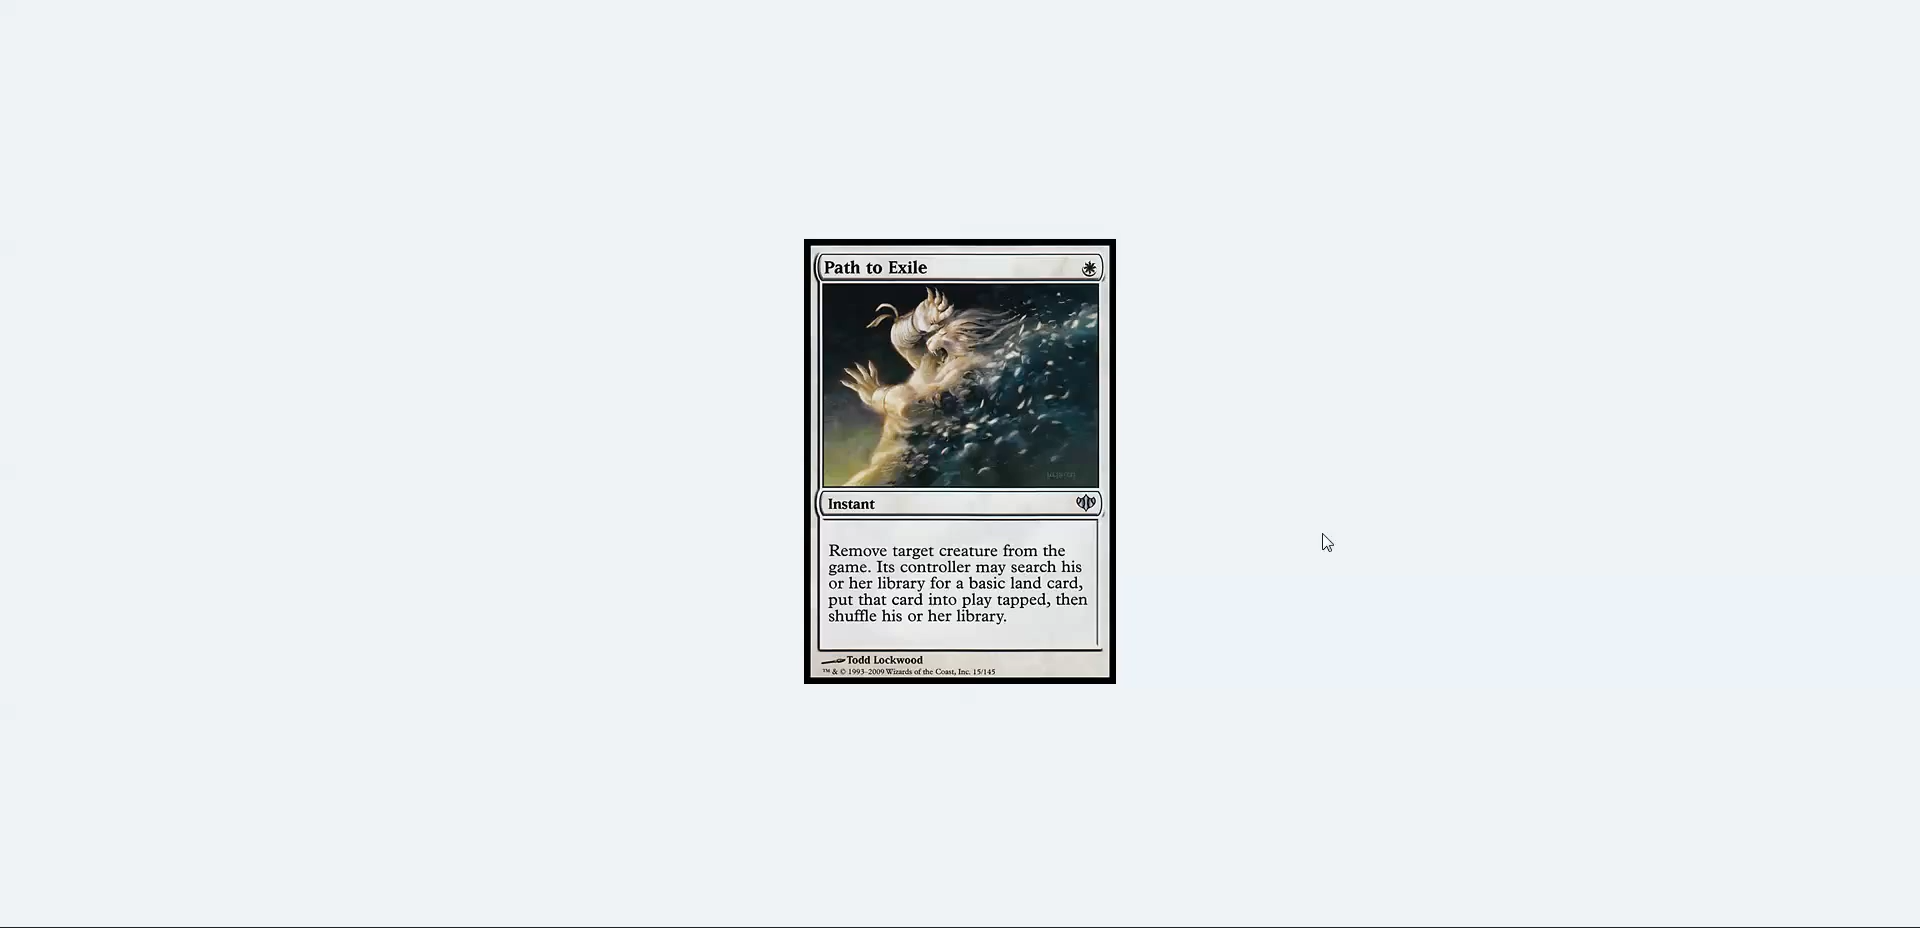 Path to Exile
Instant
Remove target creature from the
game. Its controller may search his
or her library for a basic land card,
put that card into play tapped, then
shuffle his or her library.
Todd Lockwood
™ & © 1993-2009 Wizards of the Coast, Inc. 15/145